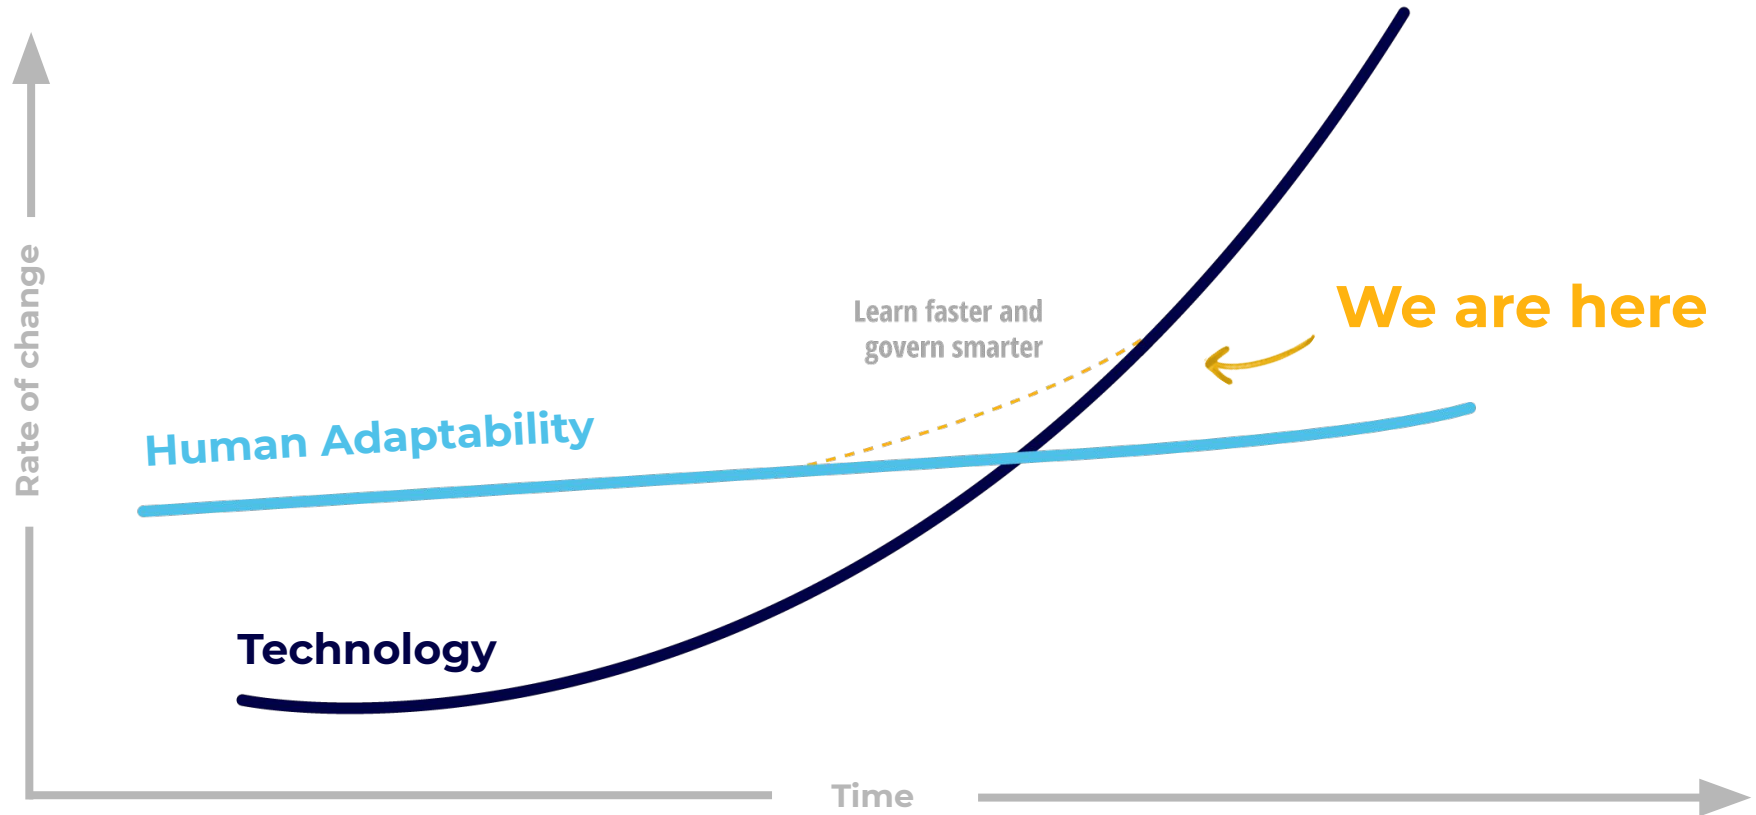 Rate of change
Learn faster and
govern smarter
We are here
Human Adaptability
Technology
Time